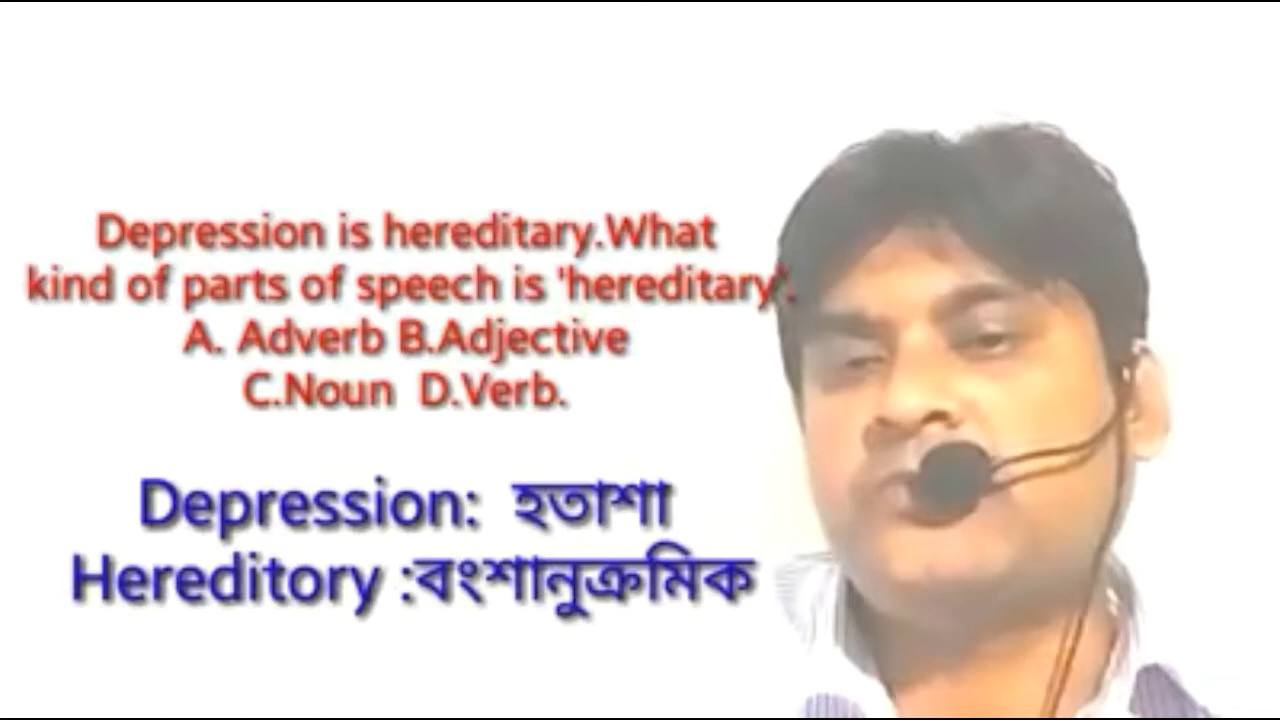 Depression is hereditary.What
kind of parts of speech is 'hereditary'.
A. Adverb B.Adjective
C.Noun D.Verb.
Depression: হতাশা
Hereditory :বংশানুক্রমিক